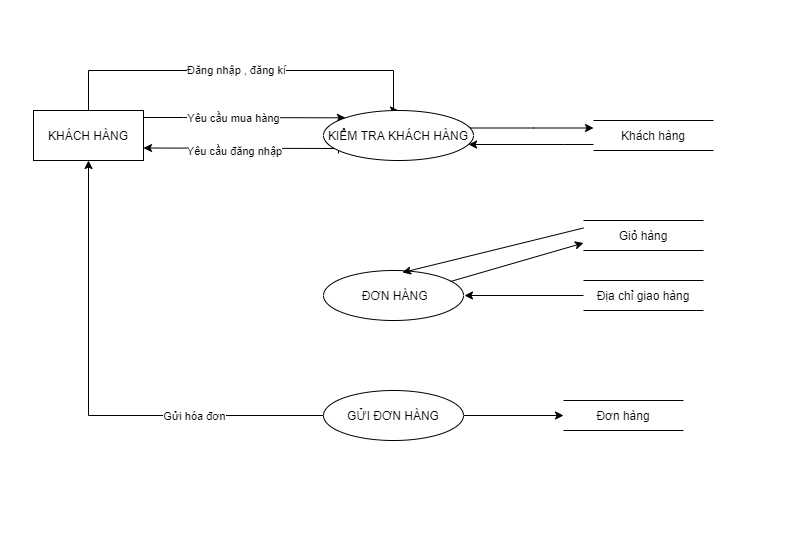 Đăng nhập , đăng kí
KHÁCH HÀNG
Yêu cầu mua hàng
Yêu cầu đăng nhập
KIỂM TRA KHÁCH HÀNG
Khách hàng
Giỏ hàng
ĐƠN HÀNG
Địa chỉ giao hàng
Gửi hóa đơn
GỬI ĐƠN HÀNG
Đơn hàng